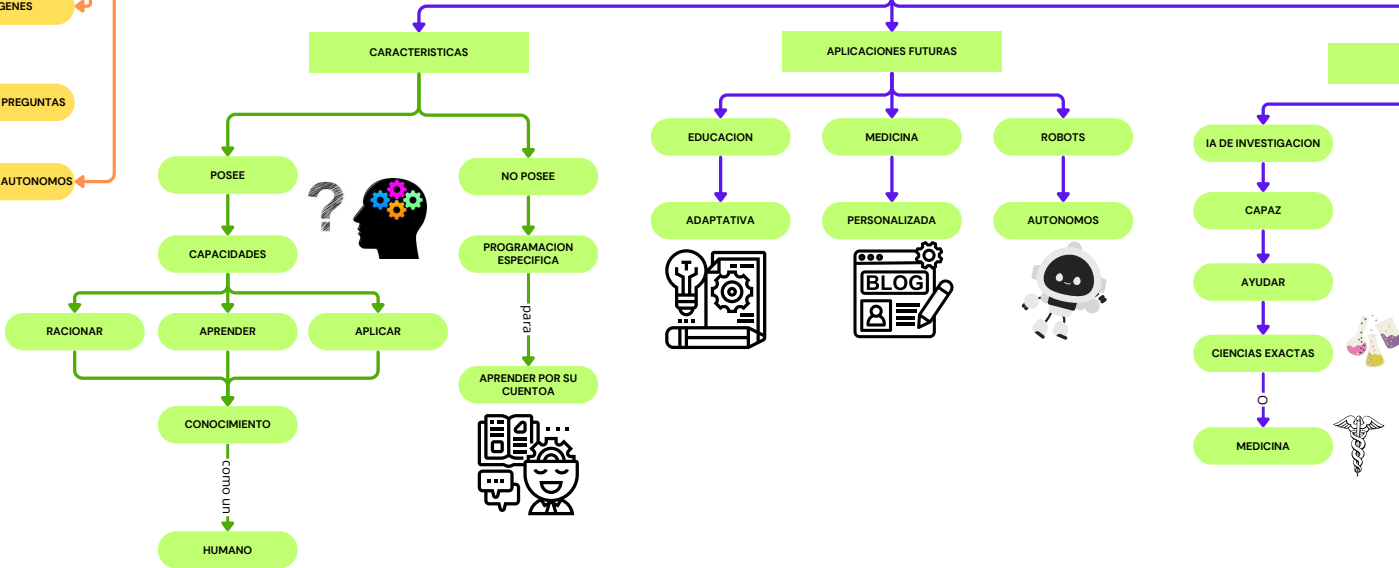 GENES
PREGUNTAS
AUTONOMOS
CARACTERISTICAS
POSEE
NO POSEE
CAPACIDADES
PROGRAMACION
ESPECIFICA
RACIONAR
APRENDER
APLICAR
para
APRENDER POR SU
CUENTOA
CONOCIMIENTO
como un
HUMANO
APLICACIONES FUTURAS
EDUCACION
MEDICINA
ROBOTS
ADAPTATIVA
PERSONALIZADA
AUTONOMOS
BLOG
IA DE INVESTIGACION
CAPAZ
AYUDAR
CIENCIAS EXACTAS
O
MEDICINA